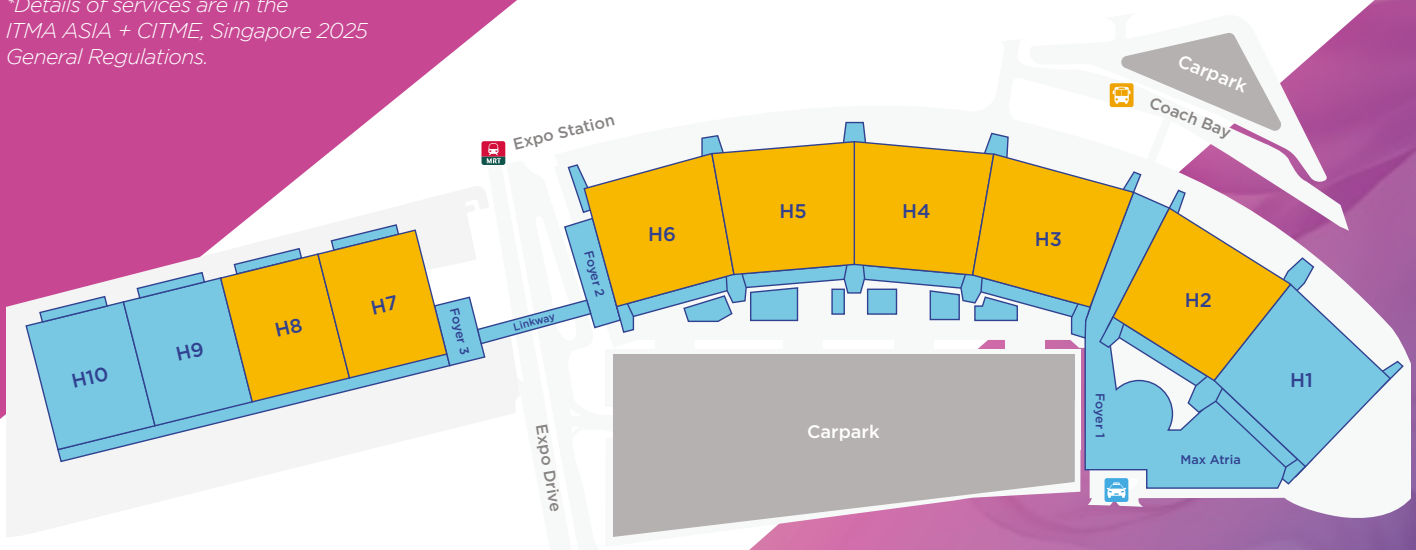 *Details of services are in the
ITMA ASIA + CITME, Singapore 2025
General Regulations.
Carpark
Coach Bay
Expo Station
MRT
H6
H5
H4
H3
H2
H1
Foyer 2
Linkway
Foyer 3
H7
H8
H9
H10
Expo Drive
Carpark
Foyer 1
Max Atria